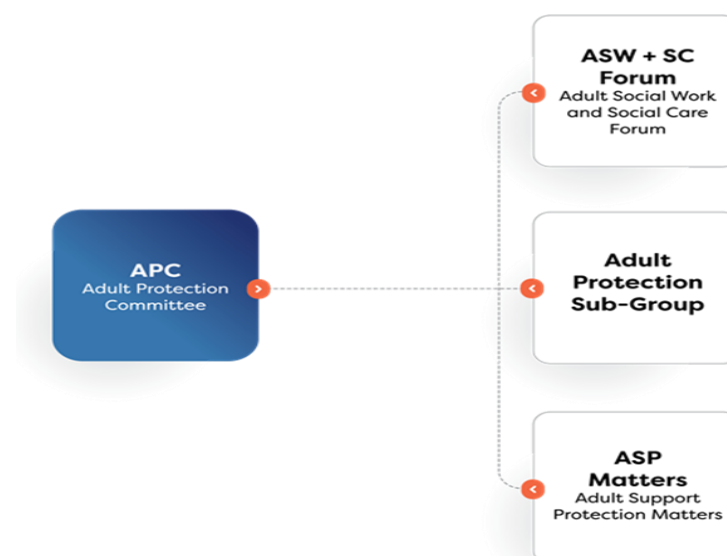 ASW + SC
Forum
Adult Social Work
and Social Care
Forum
APC
Adult Protection
Committee
Adult
Protection
Sub-Group
ASP
Matters
Adult Support
Protection Matters